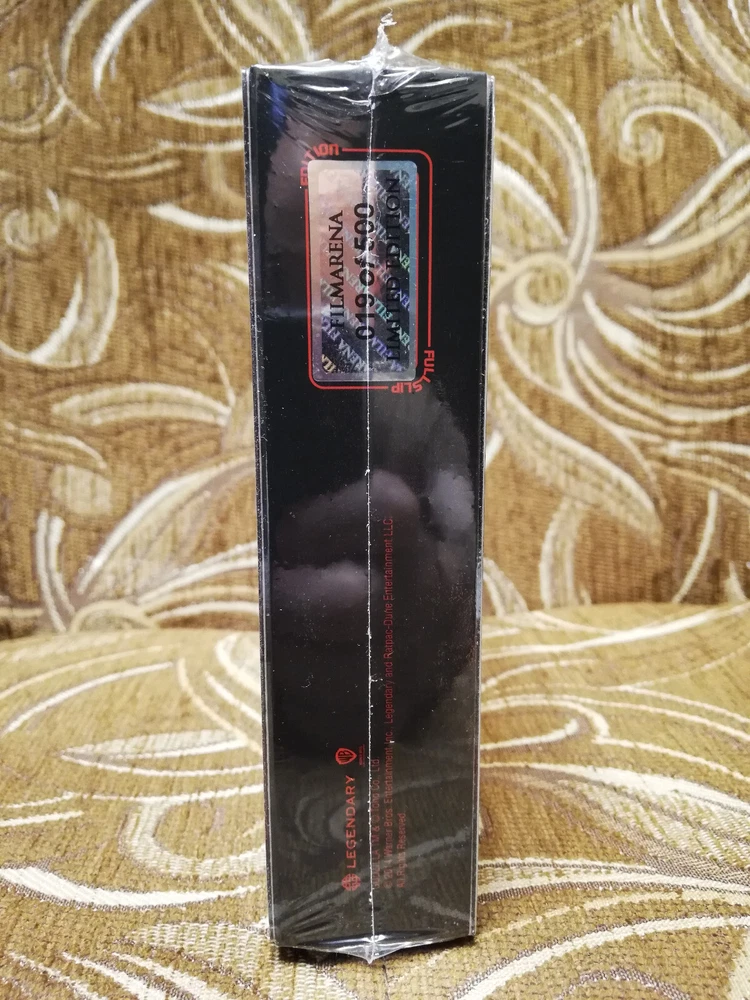 EDITION
FILMARENA
019 of 500
LIMITED EDITION
FULL SLIP
LEGENDARY
WB
Warner Bros. Entertainment Inc., Legendary and Ratpac-Dune Entertainment LLC.
All Rights Reserved.